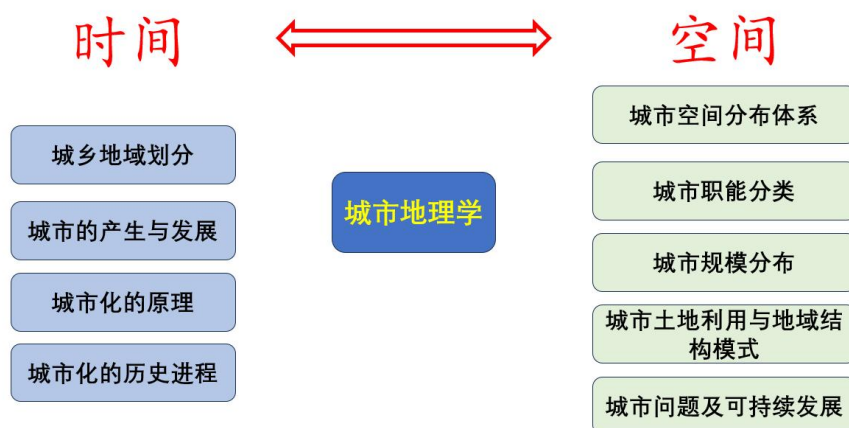 时间
空间
城乡地域划分
城市的产生与发展
城市化的原理
城市化的历史进程
城市地理学
城市空间分布体系
城市职能分类
城市规模分布
城市土地利用与地域结
构模式
城市问题及可持续发展